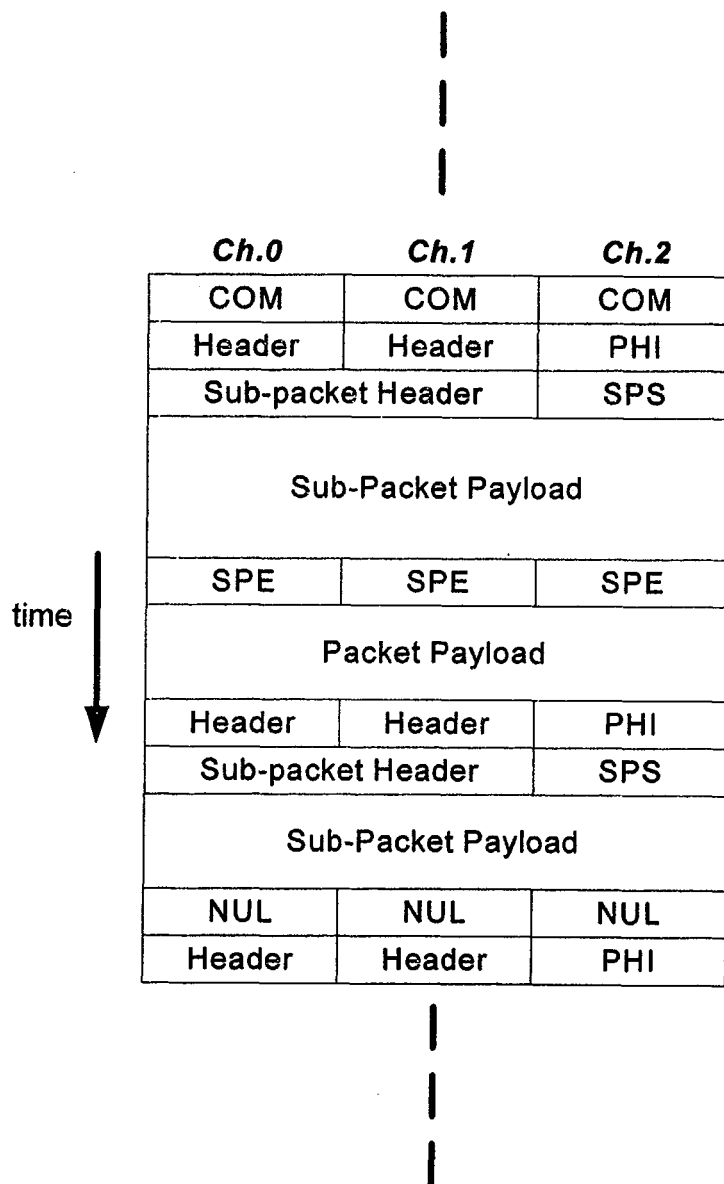 Ch.0 Ch.1 Ch.2
COM COM COM
Header Header PHI
Sub-packet Header SPS
Sub-Packet Payload
SPE SPE SPE
time
Packet Payload
Header Header PHI
Sub-packet Header SPS
Sub-Packet Payload
NUL NUL NUL
Header Header PHI